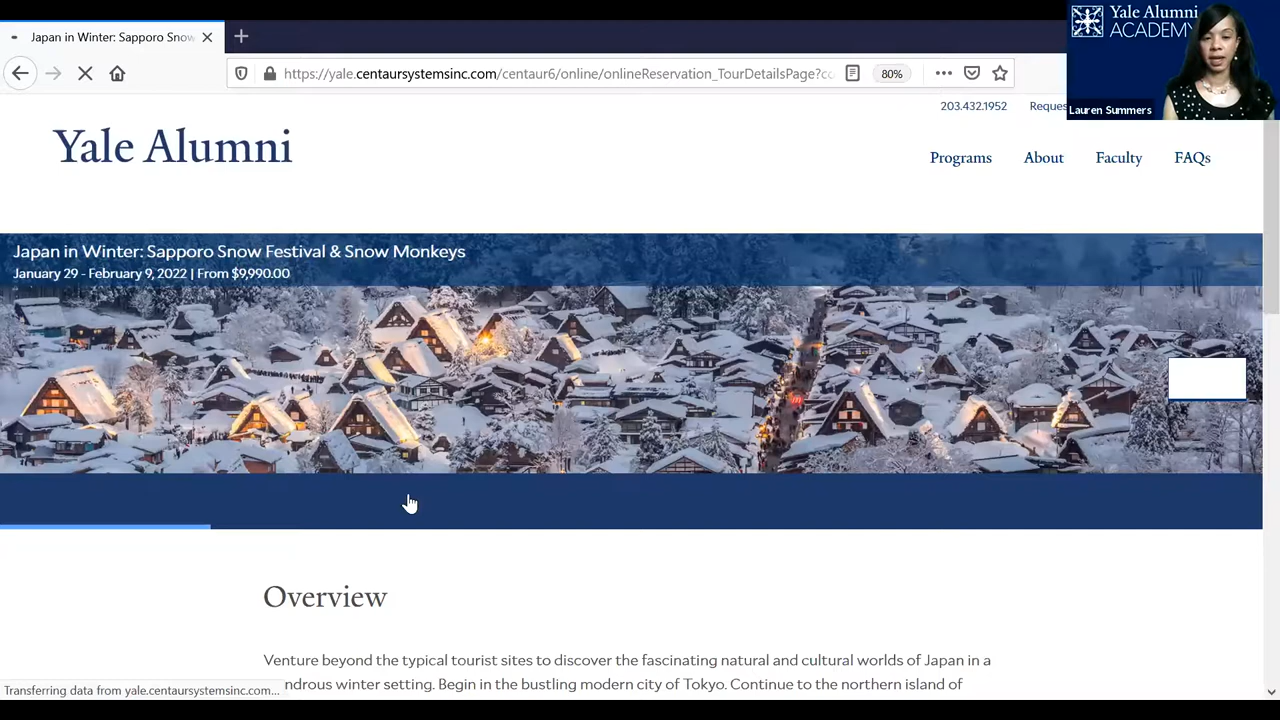 Japan in Winter: Sapporo Snow
https://yale.centaursystemsinc.com/centaur6/online/onlineReservation_TourDetailsPage?co
80%
Yale Alumni
ACADEMY
Lauren Summers
203.432.1952
Reques
Yale Alumni
Programs
About
Faculty
FAQs
Japan in Winter: Sapporo Snow Festival & Snow Monkeys
January 29 - February 9, 2022 | From $9,990.00
Overview
Venture beyond the typical tourist sites to discover the fascinating natural and cultural worlds of Japan in a
ndrous winter setting. Begin in the bustling modern city of Tokyo. Continue to the northern island of
Transferring data from yale.centaursystemsinc.com...